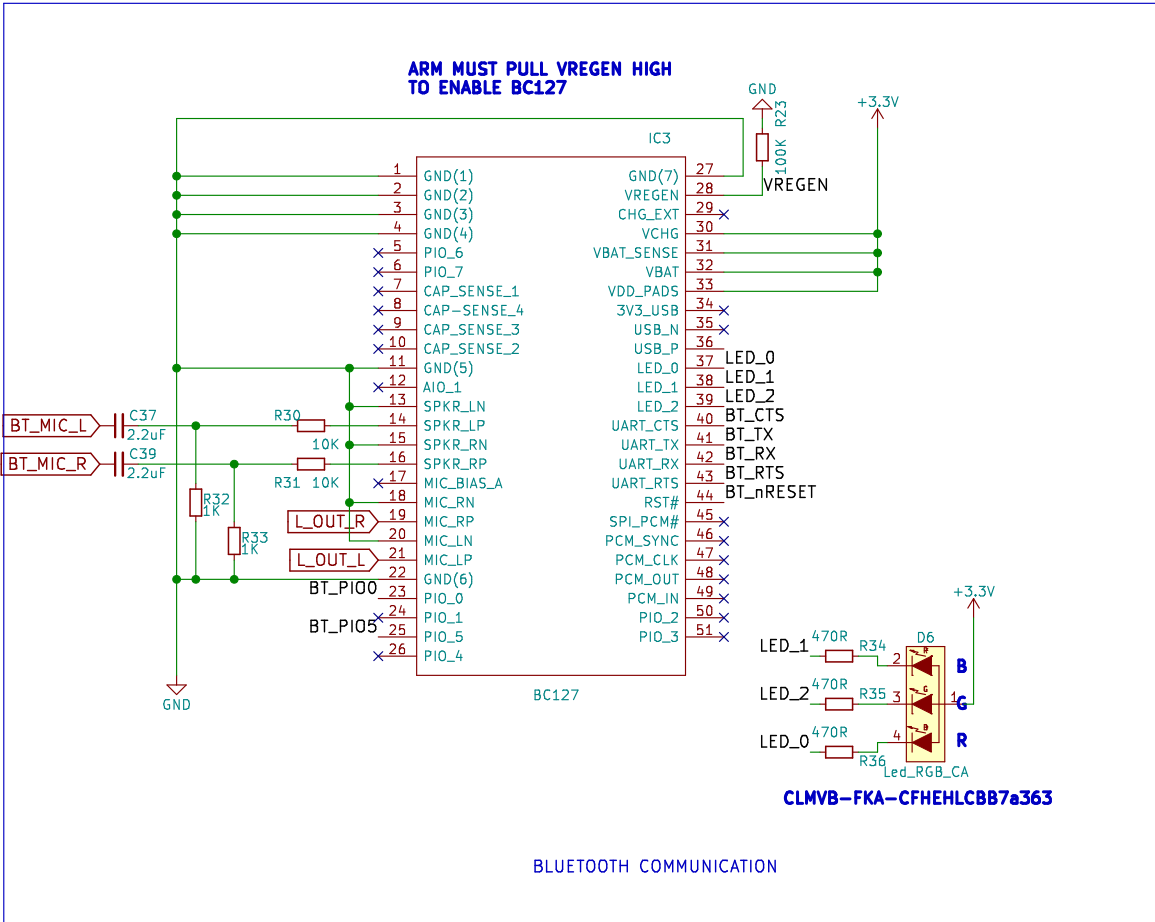 ARM MUST PULL VREGEN HIGH
TO ENABLE BC127
GND
R23
100K
+3.3V
IC3
VREGEN
1 GND(1)
2 GND(2)
3 GND(3)
4 GND(4)
5 PIO_6
6 PIO_7
7 CAP_SENSE_1
8 CAP-SENSE_4
9 CAP_SENSE_3
10 CAP_SENSE_2
11 GND(5)
12 AIO_1
13 SPKR_LN
14 SPKR_LP
15 SPKR_RN
16 SPKR_RP
17 MIC_BIAS_A
18 MIC_RN
19 MIC_RP
20 MIC_LN
21 MIC_LP
22 GND(6)
23 PIO_0
24 PIO_1
25 PIO_5
26 PIO_4
GND(7) 27
VREGEN 28
CHG_EXT 29
VCHG 30
VBAT_SENSE 31
VBAT 32
VDD_PADS 33
3V3_USB 34
USB_N 35
USB_P 36
LED_0 37
LED_1 38
LED_2 39
UART_CTS 40
UART_TX 41
UART_RX 42
UART_RTS 43
RST# 44
SPI_PCM# 45
PCM_SYNC 46
PCM_CLK 47
PCM_OUT 48
PCM_IN 49
PIO_2 50
PIO_3 51
LED_0
LED_1
LED_2
BT_CTS
BT_TX
BT_RX
BT_RTS
BT_nRESET
BT_MIC_L
C37
2.2uF
R30
10K
BT_MIC_R
C39
2.2uF
R31 10K
R32
1K
R33
1K
L_OUT_R
L_OUT_L
BT_PIO0
BT_PIO5
GND
BC127
+3.3V
LED_1
470R
R34
2
D6
R
B
LED_2
470R
R35
3
G
1
G
LED_0
470R
R36
4
B
R
Led_RGB_CA
CLMVB-FKA-CFHEHLCBB7a363
BLUETOOTH COMMUNICATION